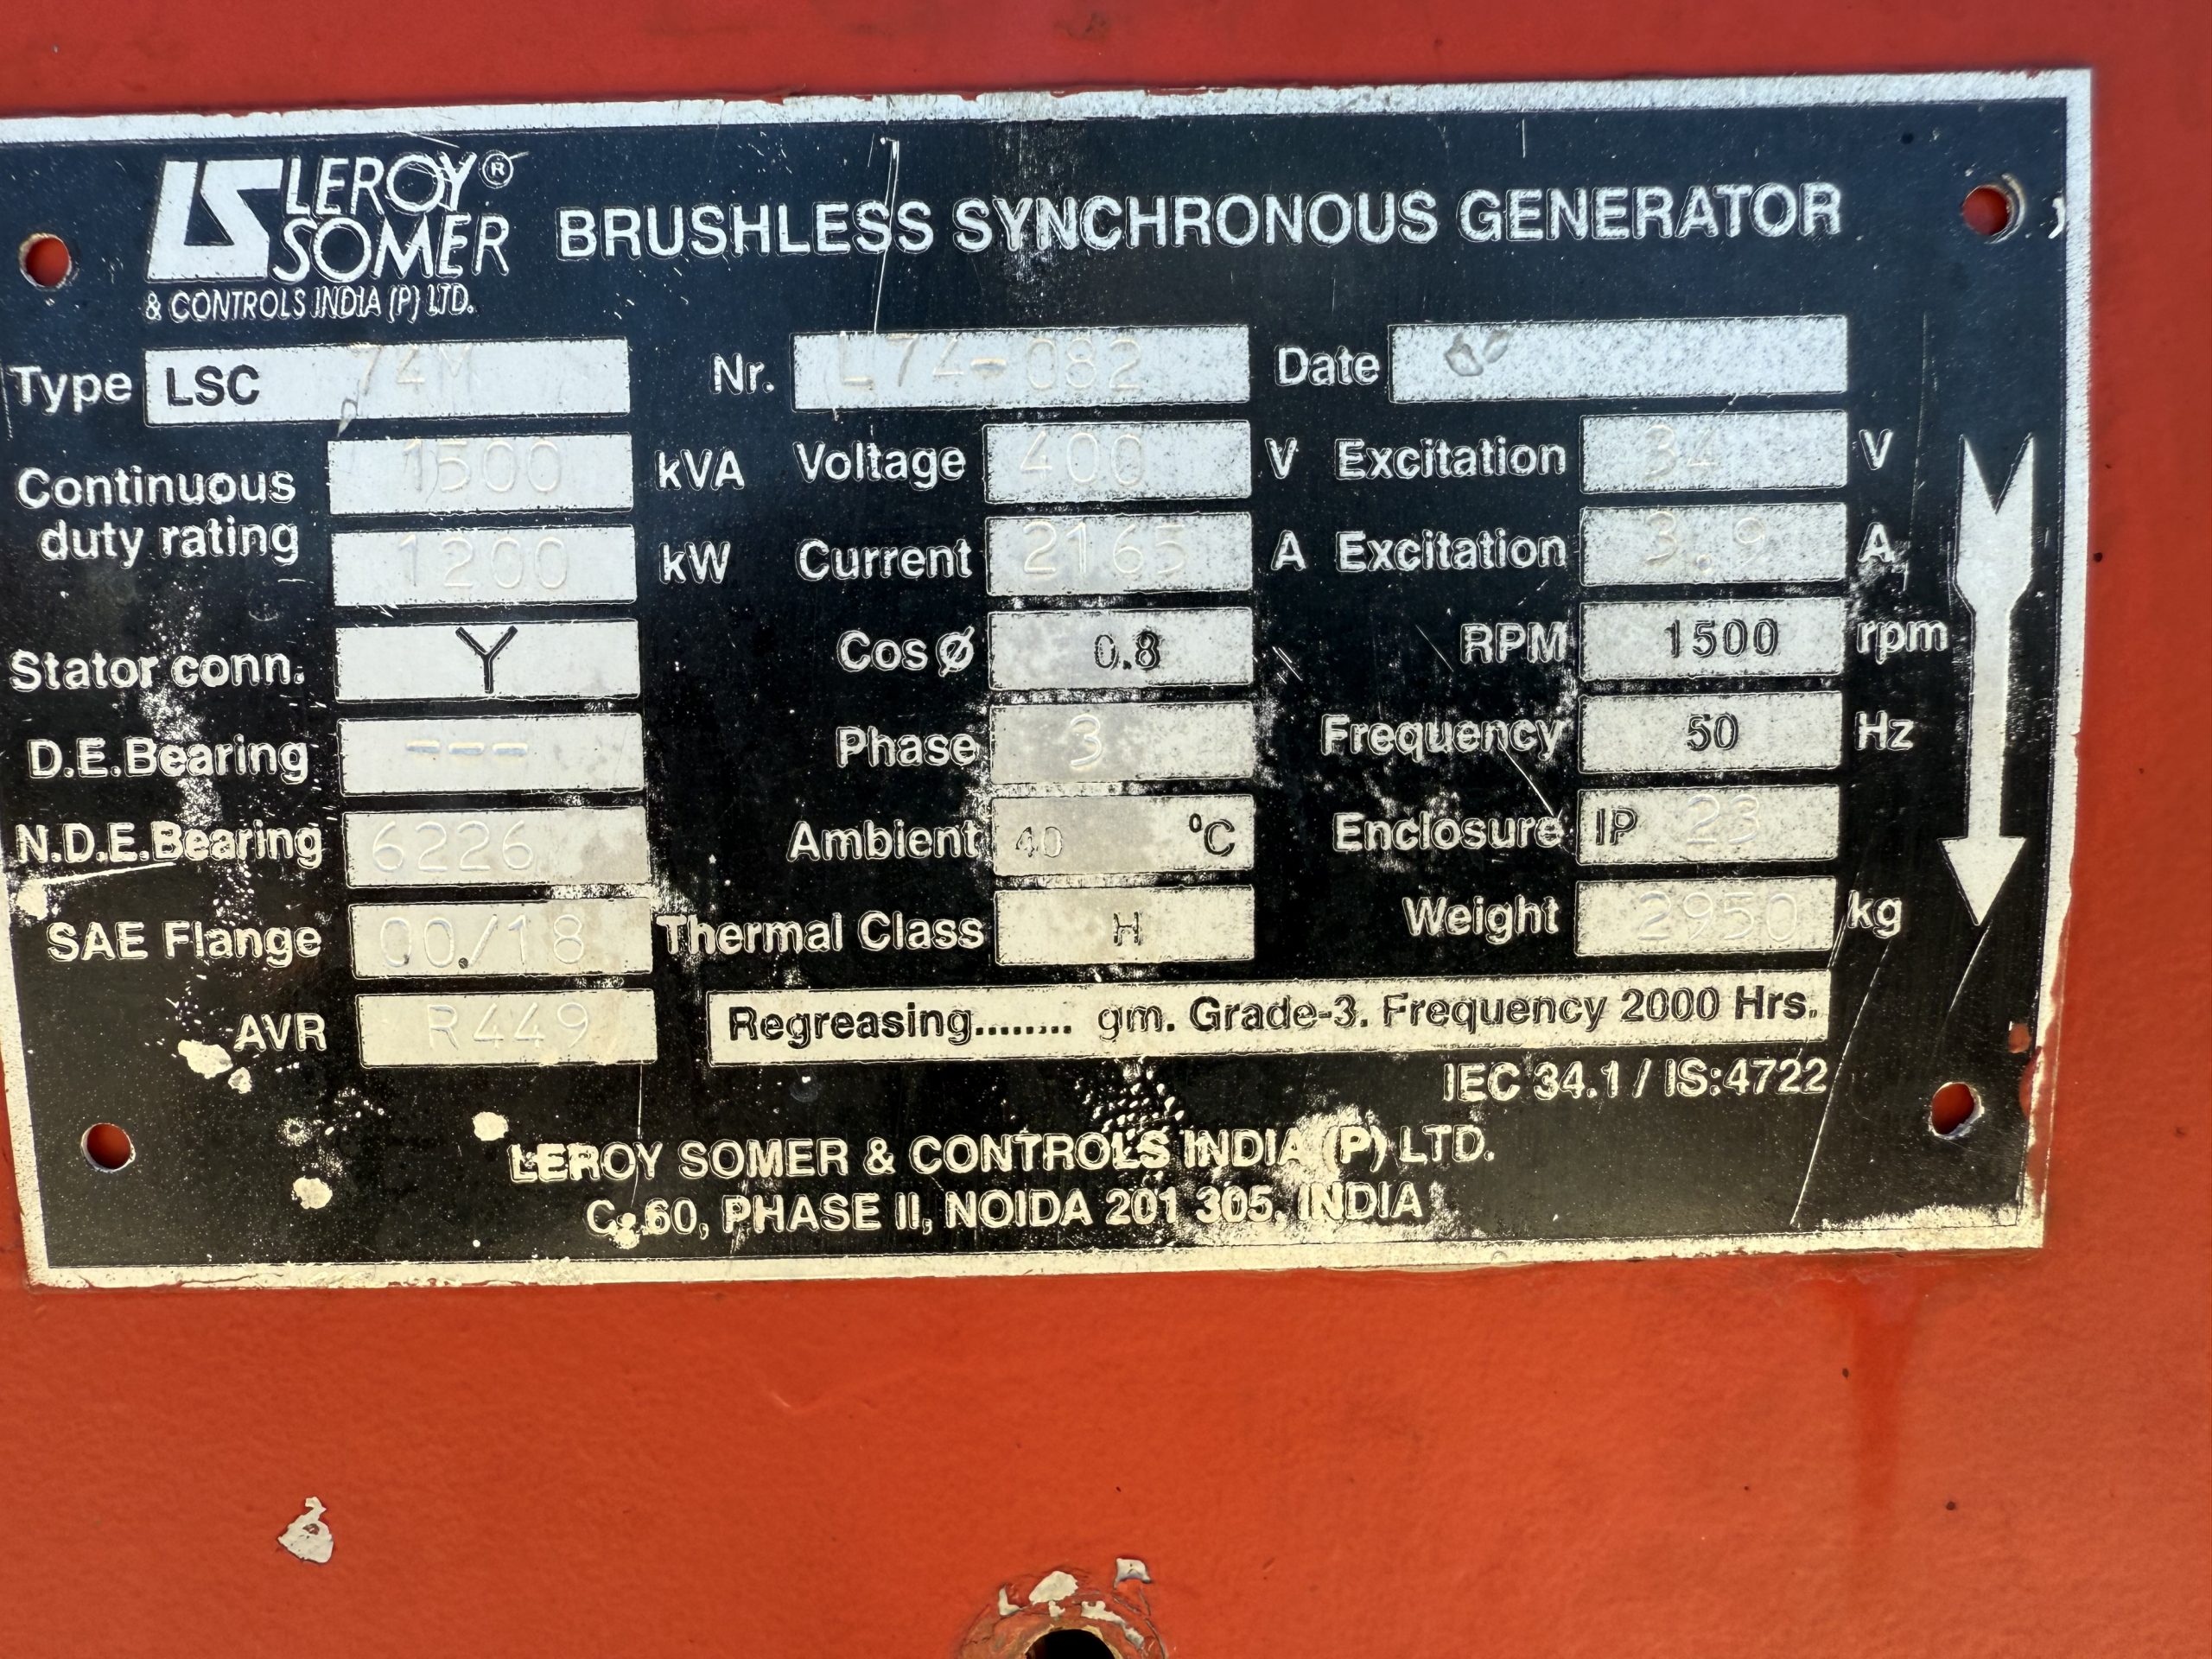 LS LEROY® SOMER
& CONTROLS INDIA (P) LTD.
BRUSHLESS SYNCHRONOUS GENERATOR
Type LSC 74M Nr. L74-082 Date
Continuous duty rating 1500 kVA Voltage 400 V Excitation 34 V
1200 kW Current 2165 A Excitation 3.9 A
Stator conn. Y Cos Ø 0.8 RPM 1500 rpm
D.E.Bearing --- Phase 3 Frequency 50 Hz
N.D.E.Bearing 6226 Ambient 40 °C Enclosure IP 23
SAE Flange 00/18 Thermal Class H Weight 2950 kg
AVR R449 Regreasing........ gm. Grade-3. Frequency 2000 Hrs.
IEC 34.1 / IS:4722
LEROY SOMER & CONTROLS INDIA (P) LTD.
C-60, PHASE II, NOIDA 201 305, INDIA